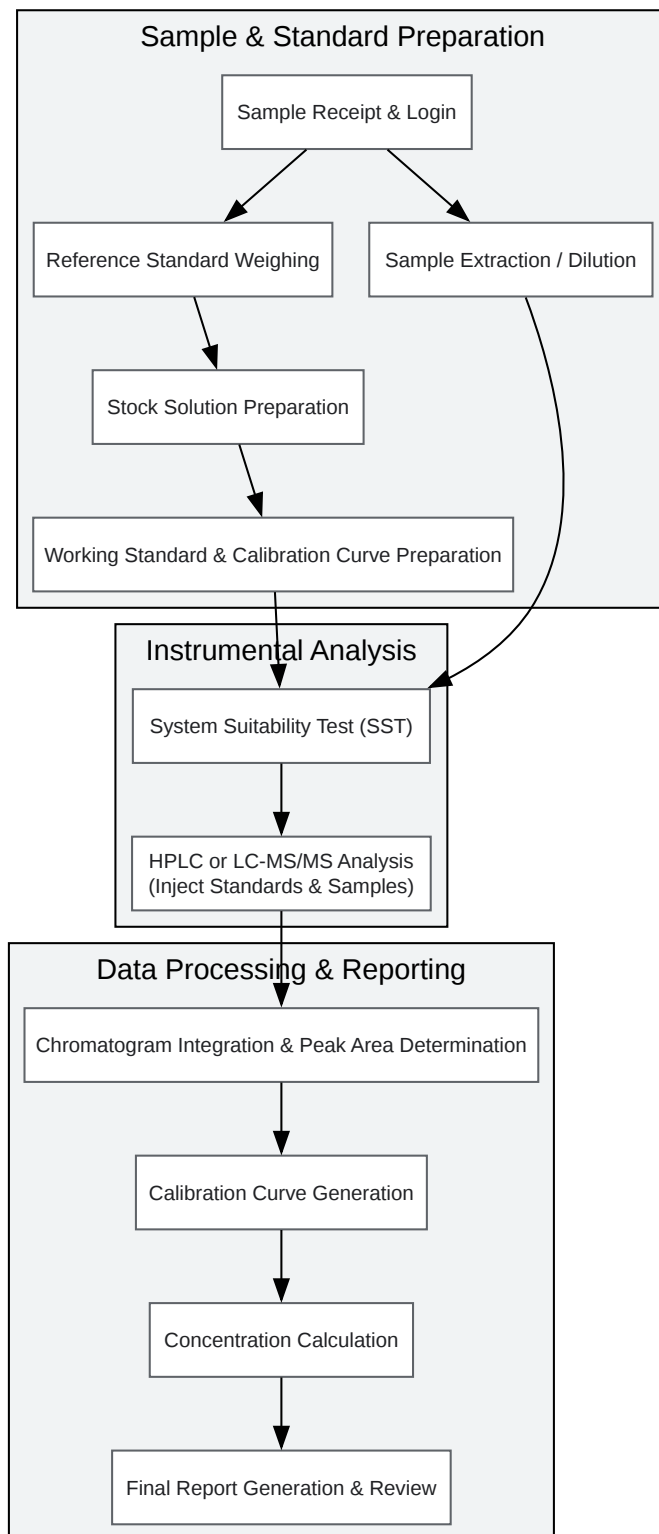 Sample & Standard Preparation
Sample Receipt & Login
Reference Standard Weighing
Sample Extraction / Dilution
Stock Solution Preparation
Working Standard & Calibration Curve Preparation
Instrumental Analysis
System Suitability Test (SST)
HPLC or LC-MS/MS Analysis
(Inject Standards & Samples)
Data Processing & Reporting
Chromatogram Integration & Peak Area Determination
Calibration Curve Generation
Concentration Calculation
Final Report Generation & Review